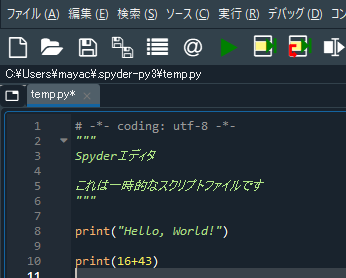 ファイル (A) 編集 (E) 検索 (S) ソース (C) 実行 (R) デバッグ (D)
C:¥Users¥mayac¥.spyder-py3¥temp.py
temp.py*
1 # -*- coding: utf-8 -*-
2 """
3 Spyderエディタ
4
5 これは一時的なスクリプトファイルです
6 """
7
8 print("Hello, World!")
9
10 print(16+43)
11